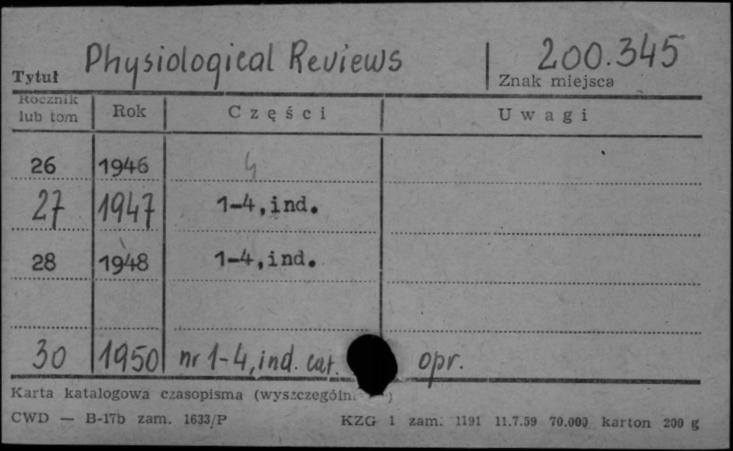 Tytuł Physiological Reviews 200.345
Znak miejsca
Rocznik lub tom Rok Części Uwagi
26 1946 4
27 1947 1-4, ind.
28 1948 1-4, ind.
30 1950 nr 1-4, ind. cat. opr.
Karta katalogowa czasopisma (wyszczególn. )
CWD — B-17b zam. 1633/P KZG 1 zam. 1191 11.7.59 70.000 karton 200 g